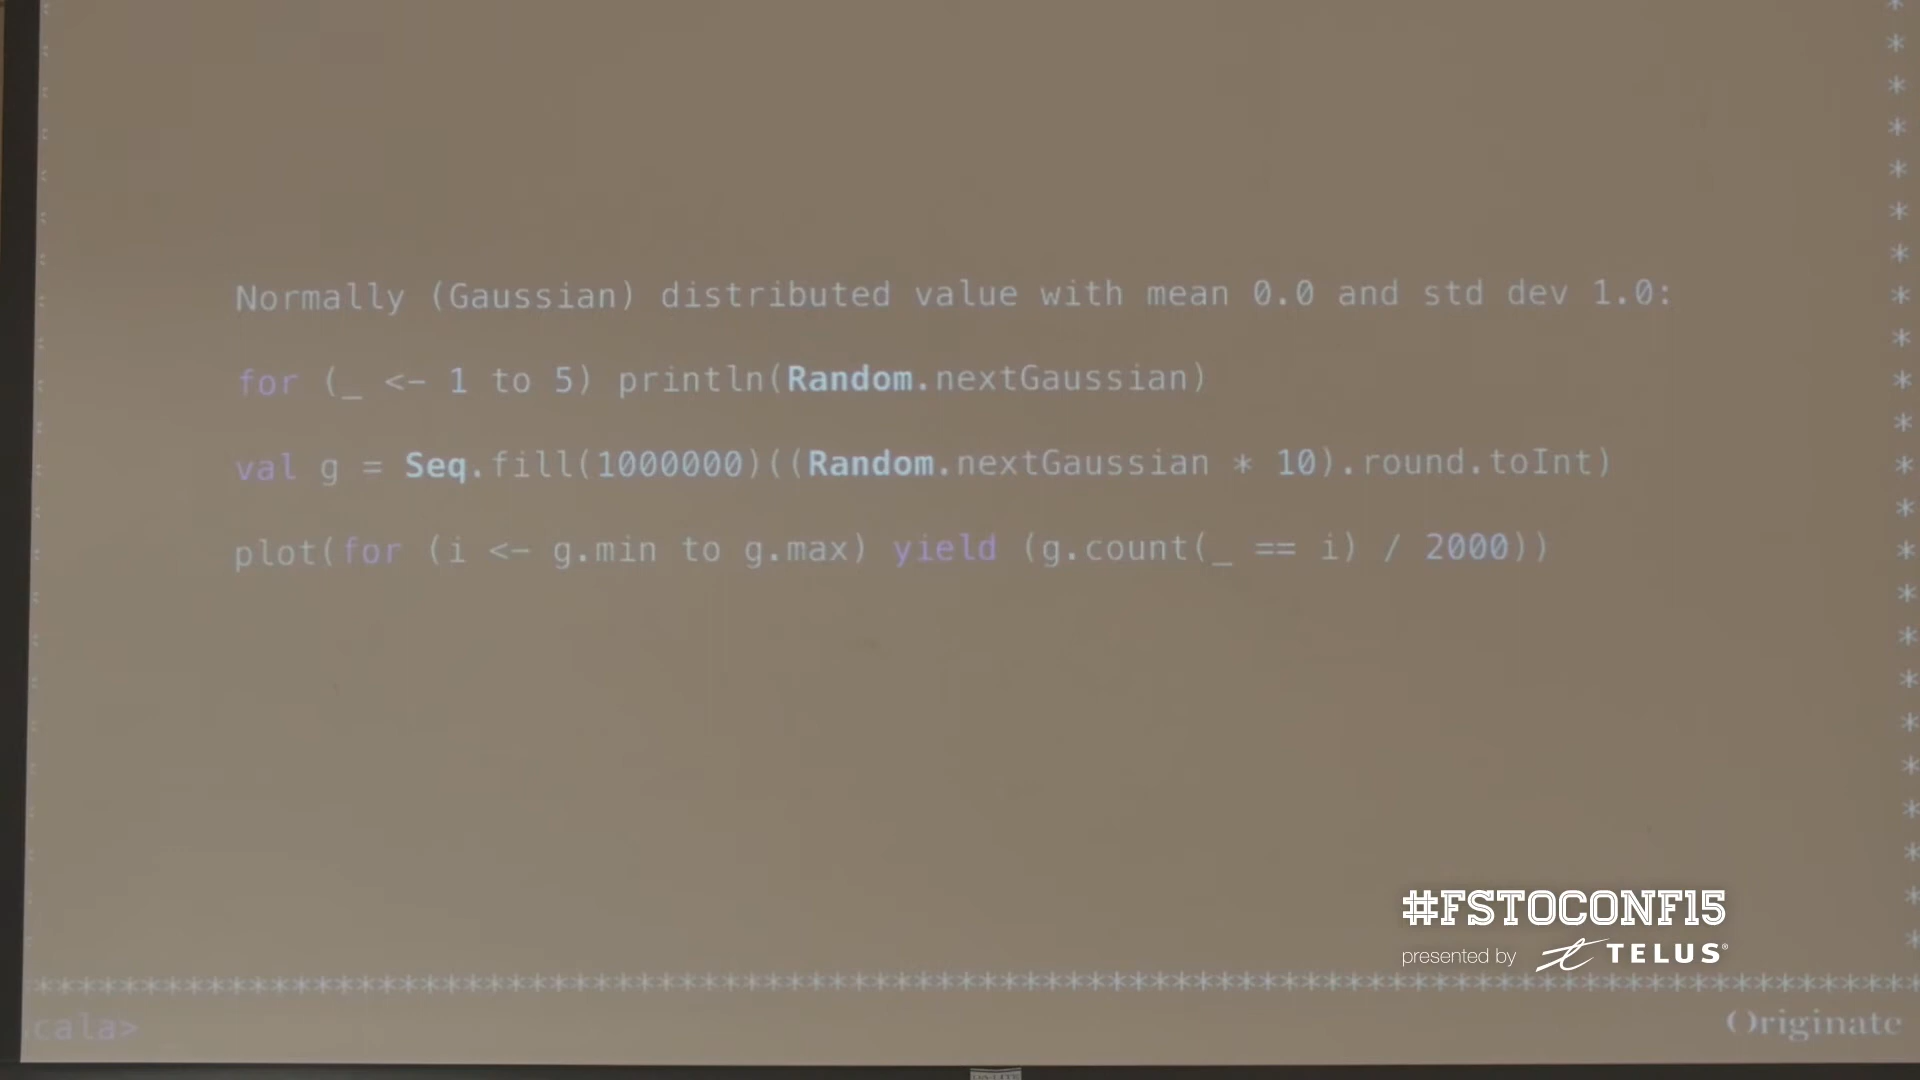 Normally (Gaussian) distributed value with mean 0.0 and std dev 1.0:
for (_ <- 1 to 5) println(Random.nextGaussian)
val g = Seq.fill(1000000)((Random.nextGaussian * 10).round.toInt)
plot(for (i <- g.min to g.max) yield (g.count(_ == i) / 2000))
#FSTOCONF15
presented by TELUS®
cala>
Originate